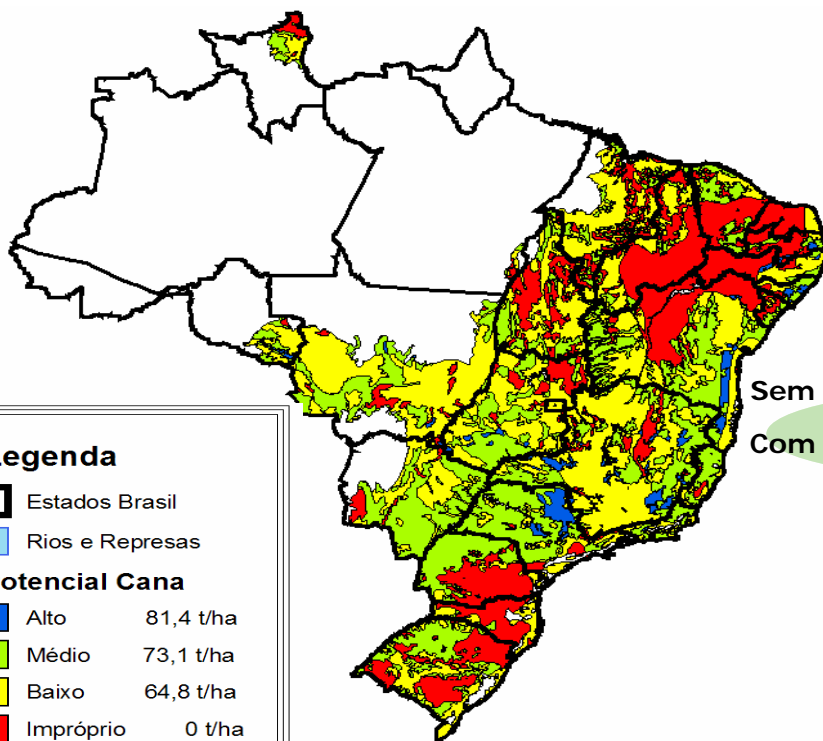 Sem
Com
Legenda
Estados Brasil
Rios e Represas
otencial Cana
Alto 81,4 t/ha
Médio 73,1 t/ha
Baixo 64,8 t/ha
Impróprio 0 t/ha